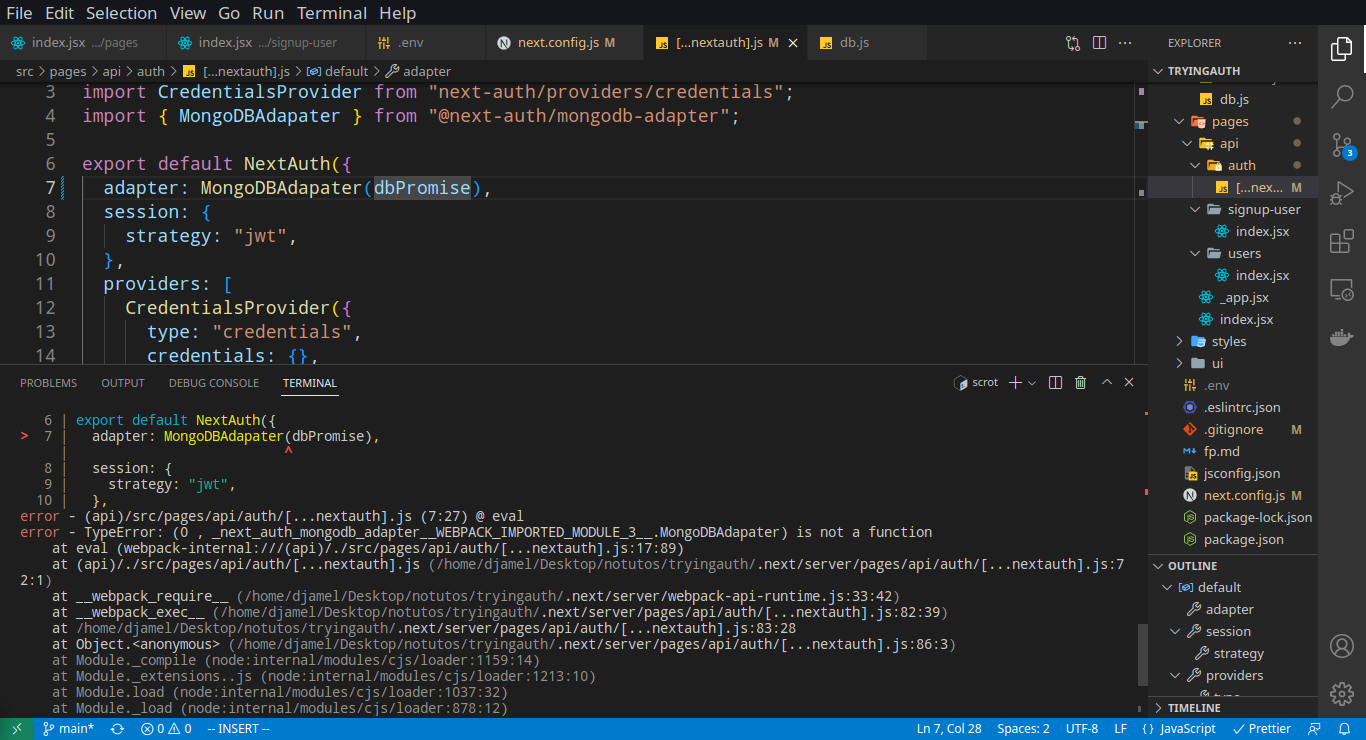 File Edit Selection View Go Run Terminal Help
index.jsx .../pages index.jsx .../signup-user .env next.config.js M [...nextauth].js M db.js
src > pages > api > auth > [...nextauth].js > default > adapter
3 import CredentialsProvider from "next-auth/providers/credentials";
4 import { MongoDBAdapater } from "@next-auth/mongodb-adapter";
5
6 export default NextAuth({
7 adapter: MongoDBAdapater(dbPromise),
8 session: {
9 strategy: "jwt",
10 },
11 providers: [
12 CredentialsProvider({
13 type: "credentials",
14 credentials: {},
PROBLEMS OUTPUT DEBUG CONSOLE TERMINAL scrot
6 | export default NextAuth({
> 7 | adapter: MongoDBAdapater(dbPromise),
| ^
8 | session: {
9 | strategy: "jwt",
10 | },
error - (api)/src/pages/api/auth/[...nextauth].js (7:27) @ eval
error - TypeError: (0 , _next_auth_mongodb_adapter__WEBPACK_IMPORTED_MODULE_3__.MongoDBAdapater) is not a function
at eval (webpack-internal:///(api)/./src/pages/api/auth/[...nextauth].js:17:89)
at (api)/./src/pages/api/auth/[...nextauth].js (/home/djamel/Desktop/notutos/tryingauth/.next/server/pages/api/auth/[...nextauth].js:7
2:1)
at __webpack_require__ (/home/djamel/Desktop/notutos/tryingauth/.next/server/webpack-api-runtime.js:33:42)
at __webpack_exec__ (/home/djamel/Desktop/notutos/tryingauth/.next/server/pages/api/auth/[...nextauth].js:82:39)
at /home/djamel/Desktop/notutos/tryingauth/.next/server/pages/api/auth/[...nextauth].js:83:28
at Object.<anonymous> (/home/djamel/Desktop/notutos/tryingauth/.next/server/pages/api/auth/[...nextauth].js:86:3)
at Module._compile (node:internal/modules/cjs/loader:1159:14)
at Module._extensions..js (node:internal/modules/cjs/loader:1213:10)
at Module.load (node:internal/modules/cjs/loader:1037:32)
at Module._load (node:internal/modules/cjs/loader:878:12)
EXPLORER
TRYINGAUTH
db.js
pages
api
auth
[...nex... M
signup-user
index.jsx
users
index.jsx
_app.jsx
index.jsx
styles
ui
.env
.eslintrc.json
.gitignore M
fp.md
jsconfig.json
next.config.js M
package-lock.json
package.json
OUTLINE
default
adapter
session
strategy
providers
TIMELINE
3
main* 0 0 -- INSERT -- Ln 7, Col 28 Spaces: 2 UTF-8 LF { } JavaScript Prettier